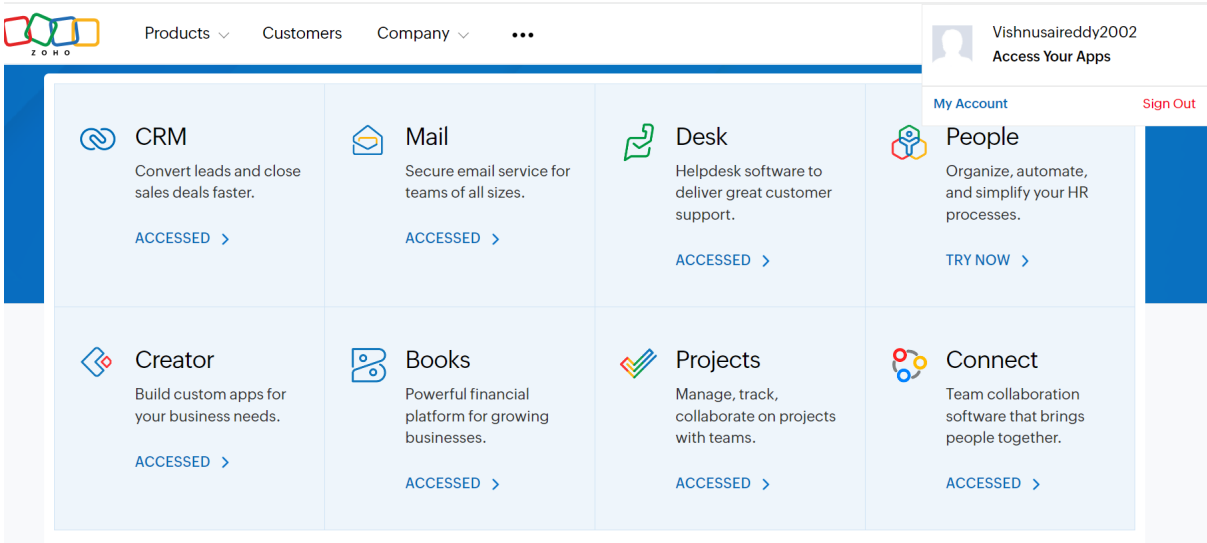 ZOHO
Products
Customers
Company
•••
Vishnusaireddy2002
Access Your Apps
My Account
Sign Out
CRM
Convert leads and close
sales deals faster.
ACCESSED >
Mail
Secure email service for
teams of all sizes.
ACCESSED >
Desk
Helpdesk software to
deliver great customer
support.
ACCESSED >
People
Organize, automate,
and simplify your HR
processes.
TRY NOW >
Creator
Build custom apps for
your business needs.
ACCESSED >
Books
Powerful financial
platform for growing
businesses.
ACCESSED >
Projects
Manage, track,
collaborate on projects
with teams.
ACCESSED >
Connect
Team collaboration
software that brings
people together.
ACCESSED >